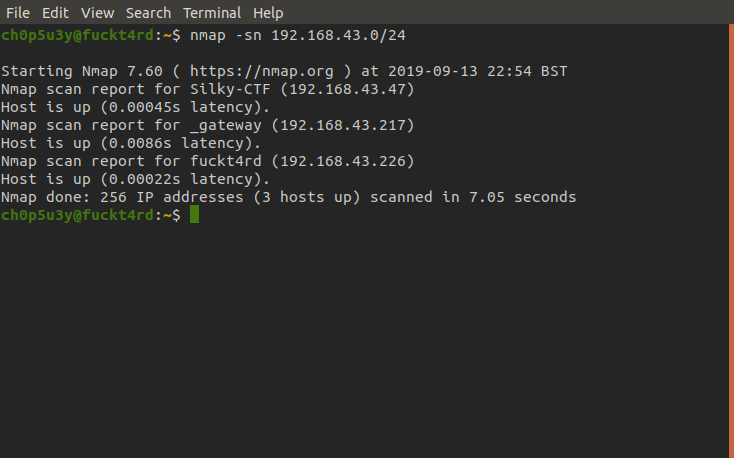 File Edit View Search Terminal Help
ch0p5u3y@fuckt4rd:~$ nmap -sn 192.168.43.0/24
Starting Nmap 7.60 ( https://nmap.org ) at 2019-09-13 22:54 BST
Nmap scan report for Silky-CTF (192.168.43.47)
Host is up (0.00045s latency).
Nmap scan report for _gateway (192.168.43.217)
Host is up (0.0086s latency).
Nmap scan report for fuckt4rd (192.168.43.226)
Host is up (0.00022s latency).
Nmap done: 256 IP addresses (3 hosts up) scanned in 7.05 seconds
ch0p5u3y@fuckt4rd:~$